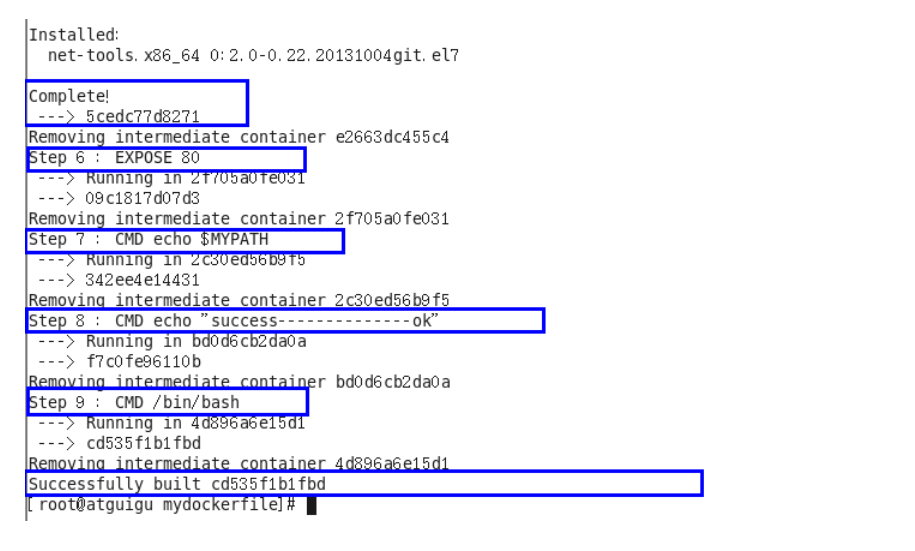 Installed:
net-tools.x86_64 0:2.0-0.22.20131004git.el7
Complete!
---> 5cedc77d8271
Removing intermediate container e2663dc455c4
Step 6 : EXPOSE 80
---> Running in 2f705a0fe031
---> 09c1817d07d3
Removing intermediate container 2f705a0fe031
Step 7 : CMD echo $MYPATH
---> Running in 2c30ed56b9f5
---> 342ee4e14431
Removing intermediate container 2c30ed56b9f5
Step 8 : CMD echo "success--------------ok"
---> Running in bd0d6cb2da0a
---> f7c0fe96110b
Removing intermediate container bd0d6cb2da0a
Step 9 : CMD /bin/bash
---> Running in 4d896a6e15d1
---> cd535f1b1fbd
Removing intermediate container 4d896a6e15d1
Successfully built cd535f1b1fbd
[root@atguigu mydockerfile]#